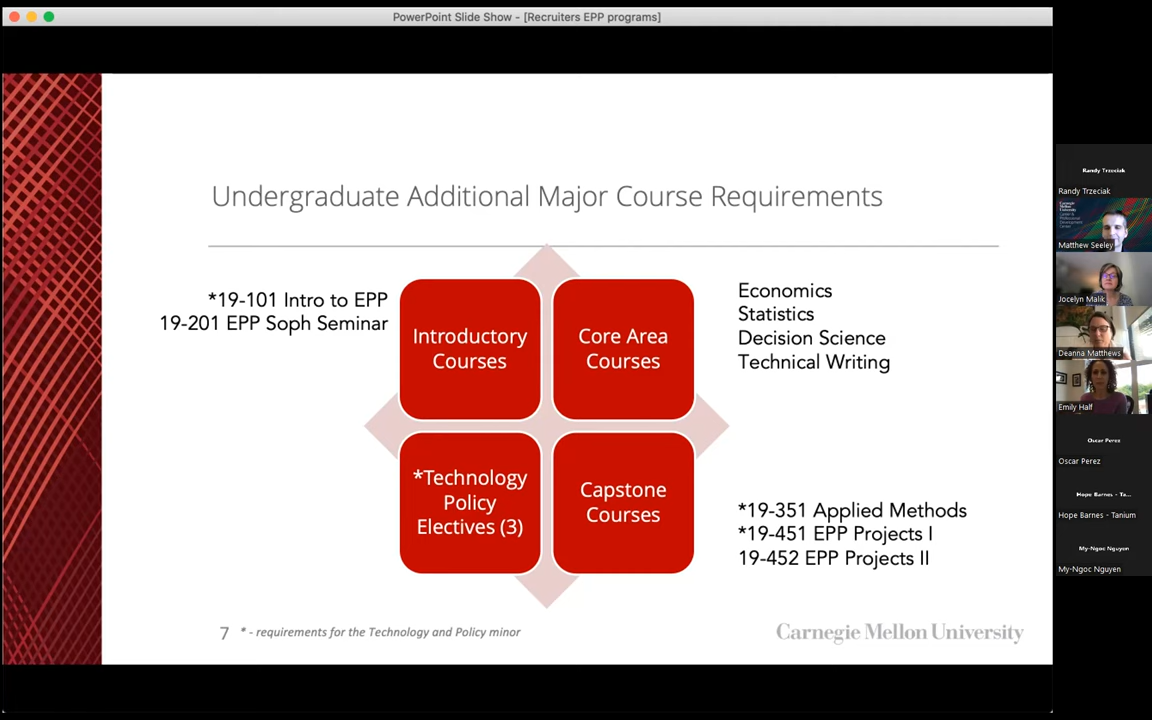 PowerPoint Slide Show - [Recruiters EPP programs]
Undergraduate Additional Major Course Requirements
*19-101 Intro to EPP
19-201 EPP Soph Seminar
Introductory
Courses
Core Area
Courses
Economics
Statistics
Decision Science
Technical Writing
*Technology
Policy
Electives (3)
Capstone
Courses
*19-351 Applied Methods
*19-451 EPP Projects I
19-452 EPP Projects II
7 * - requirements for the Technology and Policy minor
Carnegie Mellon University
Randy Trzeciak
Randy Trzeciak
Carnegie
Mellon
University
Matthew Seeley
Jocelyn Malik
Deanna Matthews
Emily Half
Oscar Perez
Oscar Perez
Hope Barnes - Ta...
Hope Barnes - Tanium
My-Ngoc Nguyen
My-Ngoc Nguyen